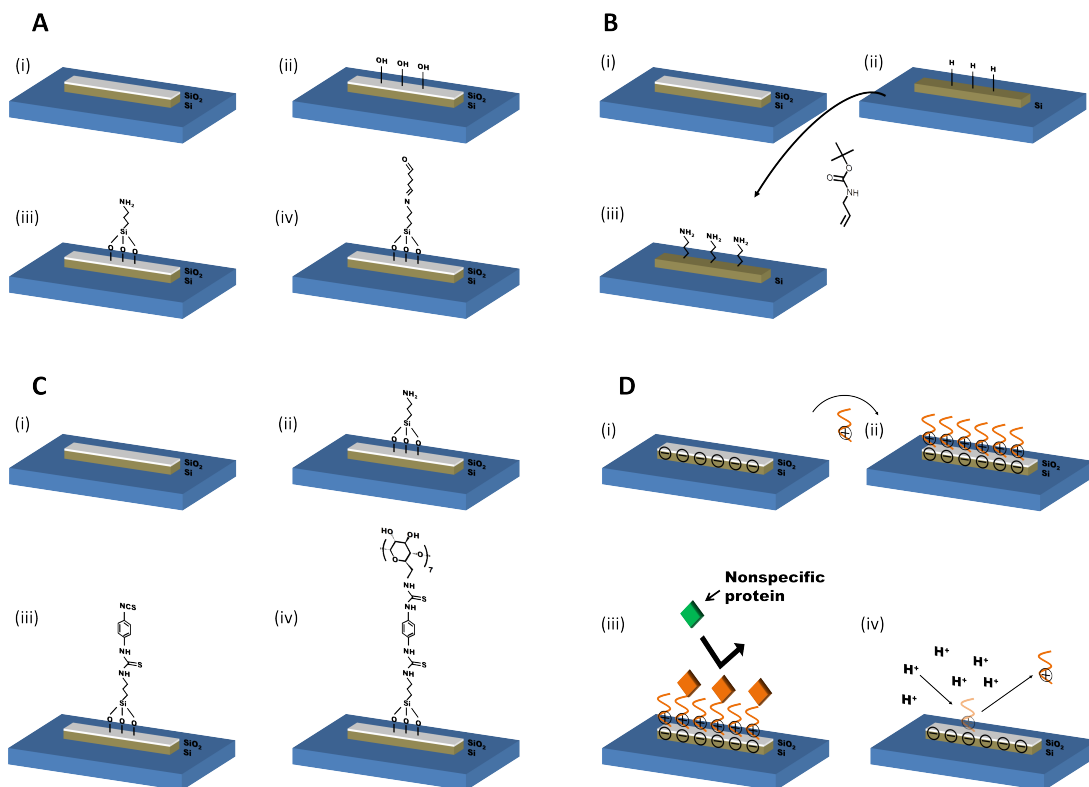 A
(i)
SiO2
Si
(ii)
OH OH OH
SiO2
Si
(iii)
NH2
Si
O O O
SiO2
Si
(iv)
O
N
Si
O O O
SiO2
Si
B
(i)
SiO2
Si
(ii)
H H H
Si
O
O
NH
(iii)
NH2 NH2 NH2
Si
C
(i)
SiO2
Si
(ii)
NH2
Si
O O O
SiO2
Si
(iii)
NCS
NH
S
NH
Si
O O O
SiO2
Si
(iv)
HO OH
O
O
7
NH
S
NH
NH
S
NH
Si
O O O
SiO2
Si
D
(i)
− − − − − −
SiO2
Si
+
(ii)
+ + + + + +
− − − − − −
SiO2
Si
(iii)
Nonspecific
protein
+ + + + + +
− − − − − −
SiO2
Si
(iv)
H+ H+ H+
H+ H+
H+
+
+
− − − − − −
SiO2
Si